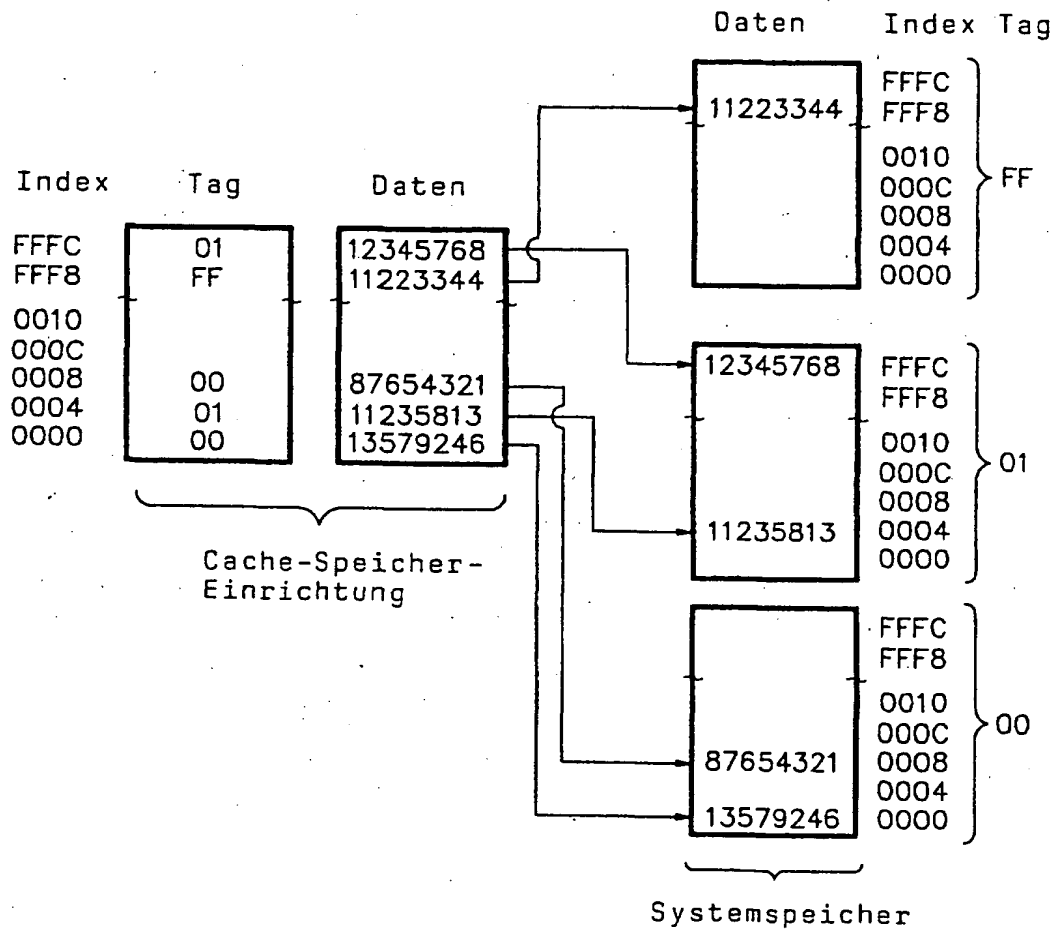 Daten Index Tag
FFFC
11223344 FFF8
0010
000C
0008
0004
0000
FF
Index Tag Daten
FFFC 01 12345768
FFF8 FF 11223344
0010
000C
0008 00 87654321
0004 01 11235813
0000 00 13579246
Cache-Speicher-
Einrichtung
12345768 FFFC
FFF8
0010
000C
0008
11235813 0004
0000
01
FFFC
FFF8
0010
000C
87654321 0008
0004
13579246 0000
00
Systemspeicher